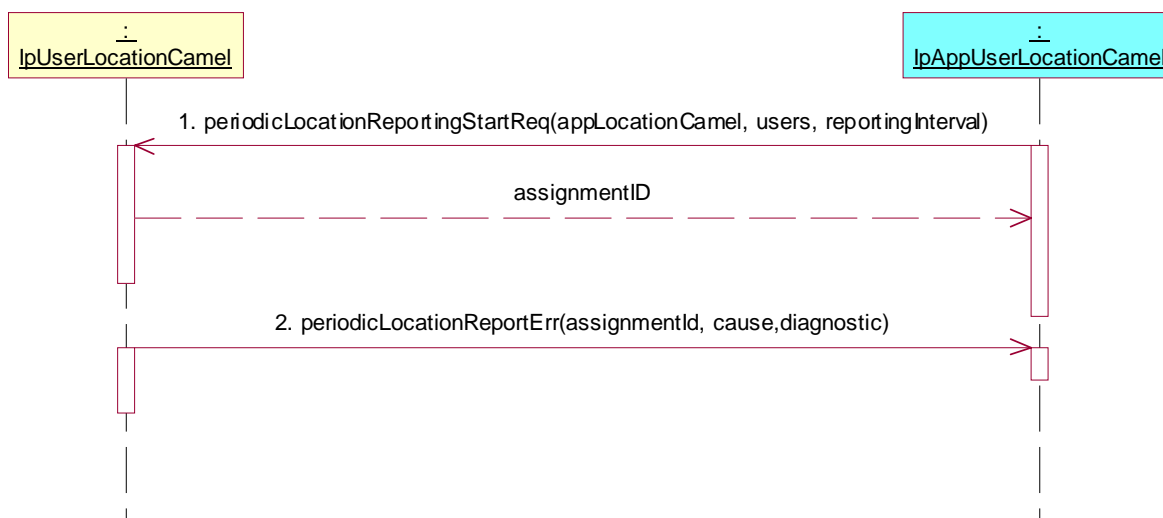 :
IpUserLocationCamel
:
IpAppUserLocationCamel
1. periodicLocationReportingStartReq(appLocationCamel, users, reportingInterval)
assignmentID
2. periodicLocationReportErr(assignmentId, cause,diagnostic)